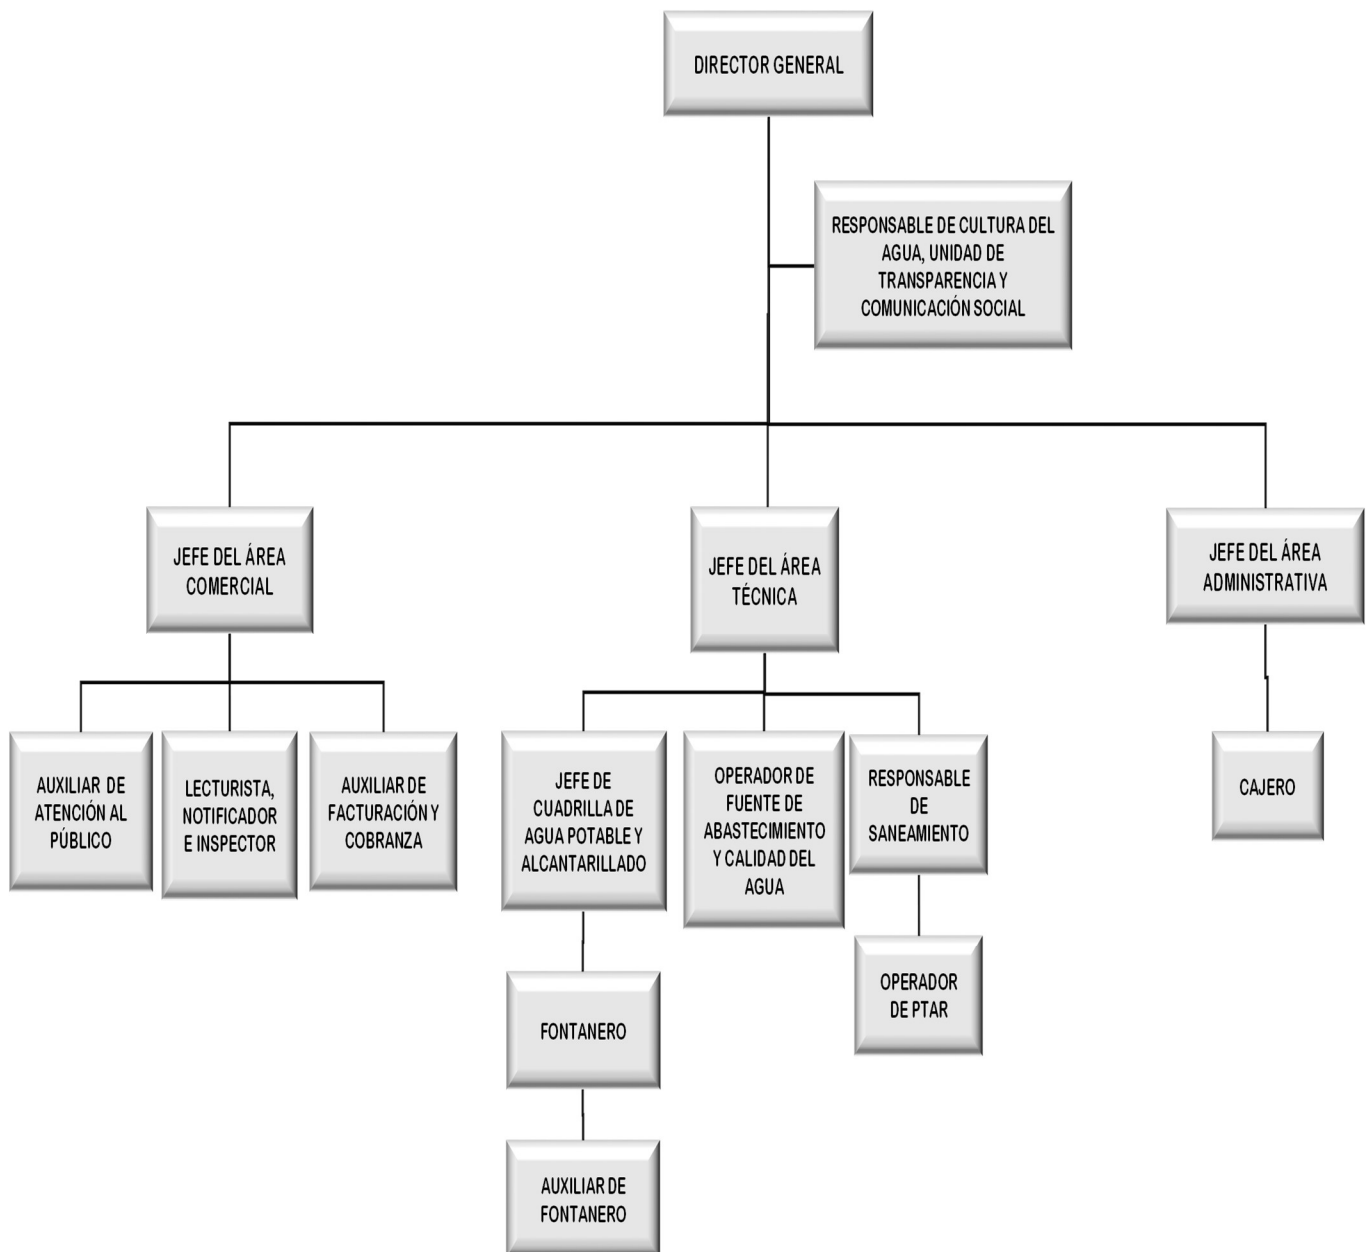 DIRECTOR GENERAL
RESPONSABLE DE CULTURA DEL
AGUA, UNIDAD DE
TRANSPARENCIA Y
COMUNICACIÓN SOCIAL
JEFE DEL ÁREA
COMERCIAL
JEFE DEL ÁREA
TÉCNICA
JEFE DEL ÁREA
ADMINISTRATIVA
AUXILIAR DE
ATENCIÓN AL
PÚBLICO
LECTURISTA,
NOTIFICADOR
E INSPECTOR
AUXILIAR DE
FACTURACIÓN Y
COBRANZA
JEFE DE
CUADRILLA DE
AGUA POTABLE Y
ALCANTARILLADO
OPERADOR DE
FUENTE DE
ABASTECIMIENTO
Y CALIDAD DEL
AGUA
RESPONSABLE
DE
SANEAMIENTO
CAJERO
FONTANERO
OPERADOR
DE PTAR
AUXILIAR DE
FONTANERO